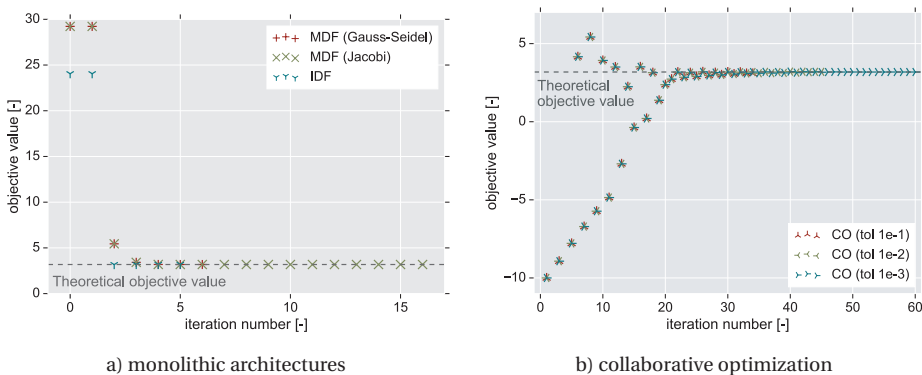 objective value [-]
30
25
20
15
10
5
0
MDF (Gauss-Seidel)
MDF (Jacobi)
IDF
Theoretical objective value
0
5
10
15
iteration number [-]
a) monolithic architectures
objective value [-]
5
0
−5
−10
Theoretical
objective value
CO (tol 1e-1)
CO (tol 1e-2)
CO (tol 1e-3)
0
10
20
30
40
50
60
iteration number [-]
b) collaborative optimization